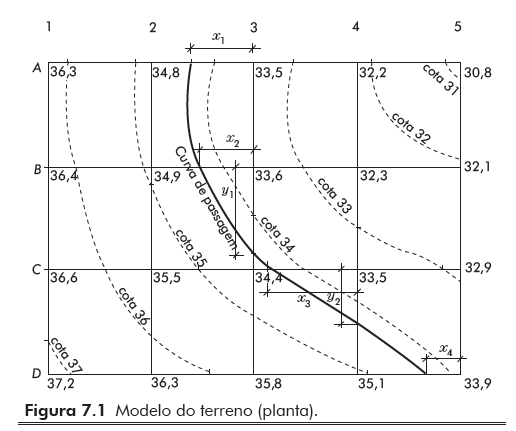 1 2 3 4 5
x1
A 36,3 34,8 33,5 32,2 30,8
cota 31
cota 32
x2
Curva de passagem
B 36,4 34,9 33,6 32,3 32,1
y1
cota 33
cota 34
cota 35
C 36,6 35,5 34,4 33,5 32,9
x3 y2
cota 36
x4
cota 37
D 37,2 36,3 35,8 35,1 33,9
Figura 7.1 Modelo do terreno (planta).